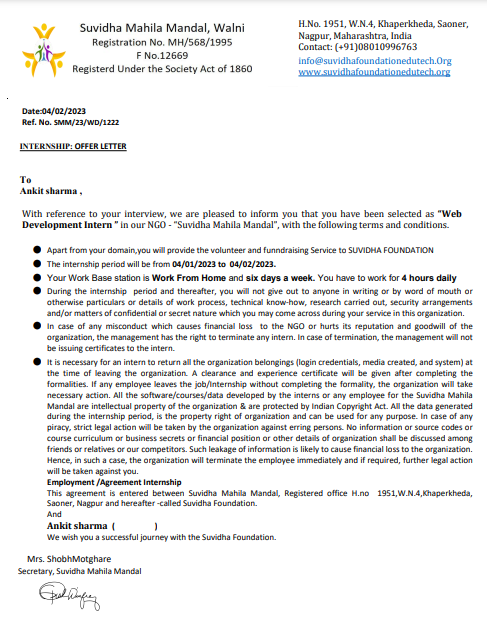 Suvidha Mahila Mandal, Walni
Registration No. MH/568/1995
F No.12669
Registerd Under the Society Act of 1860
H.No. 1951, W.N.4, Khaperkheda, Saoner,
Nagpur, Maharashtra, India
Contact: (+91)08010996763
info@suvidhafoundationedutech.Org
www.suvidhafoundationedutech.org
Date:04/02/2023
Ref. No. SMM/23/WD/1222
INTERNSHIP: OFFER LETTER
To
Ankit sharma ,
With reference to your interview, we are pleased to inform you that you have been selected as "Web
Development Intern " in our NGO - "Suvidha Mahila Mandal", with the following terms and conditions.
● Apart from your domain,you will provide the volunteer and funndraising Service to SUVIDHA FOUNDATION
● The internship period will be from 04/01/2023 to 04/02/2023.
● Your Work Base station is Work From Home and six days a week. You have to work for 4 hours daily
● During the internship period and thereafter, you will not give out to anyone in writing or by word of mouth or
otherwise particulars or details of work process, technical know-how, research carried out, security arrangements
and/or matters of confidential or secret nature which you may come across during your service in this organization.
● In case of any misconduct which causes financial loss to the NGO or hurts its reputation and goodwill of the
organization, the management has the right to terminate any intern. In case of termination, the management will not
be issuing certificates to the intern.
● It is necessary for an intern to return all the organization belongings (login credentials, media created, and system) at
the time of leaving the organization. A clearance and experience certificate will be given after completing the
formalities. If any employee leaves the job/Internship without completing the formality, the organization will take
necessary action. All the software/courses/data developed by the interns or any employee for the Suvidha Mahila
Mandal are intellectual property of the organization & are protected by Indian Copyright Act. All the data generated
during the internship period, is the property right of organization and can be used for any purpose. In case of any
piracy, strict legal action will be taken by the organization against erring persons. No information or source codes or
course curriculum or business secrets or financial position or other details of organization shall be discussed among
friends or relatives or our competitors. Such leakage of information is likely to cause financial loss to the organization.
Hence, in such a case, the organization will terminate the employee immediately and if required, further legal action
will be taken against you.
Employment /Agreement Internship
This agreement is entered between Suvidha Mahila Mandal, Registered office H.no 1951,W.N.4,Khaperkheda,
Saoner, Nagpur and hereafter -called Suvidha Foundation.
And
Ankit sharma ( )
We wish you a successful journey with the Suvidha Foundation.
Mrs. ShobhMotghare
Secretary, Suvidha Mahila Mandal